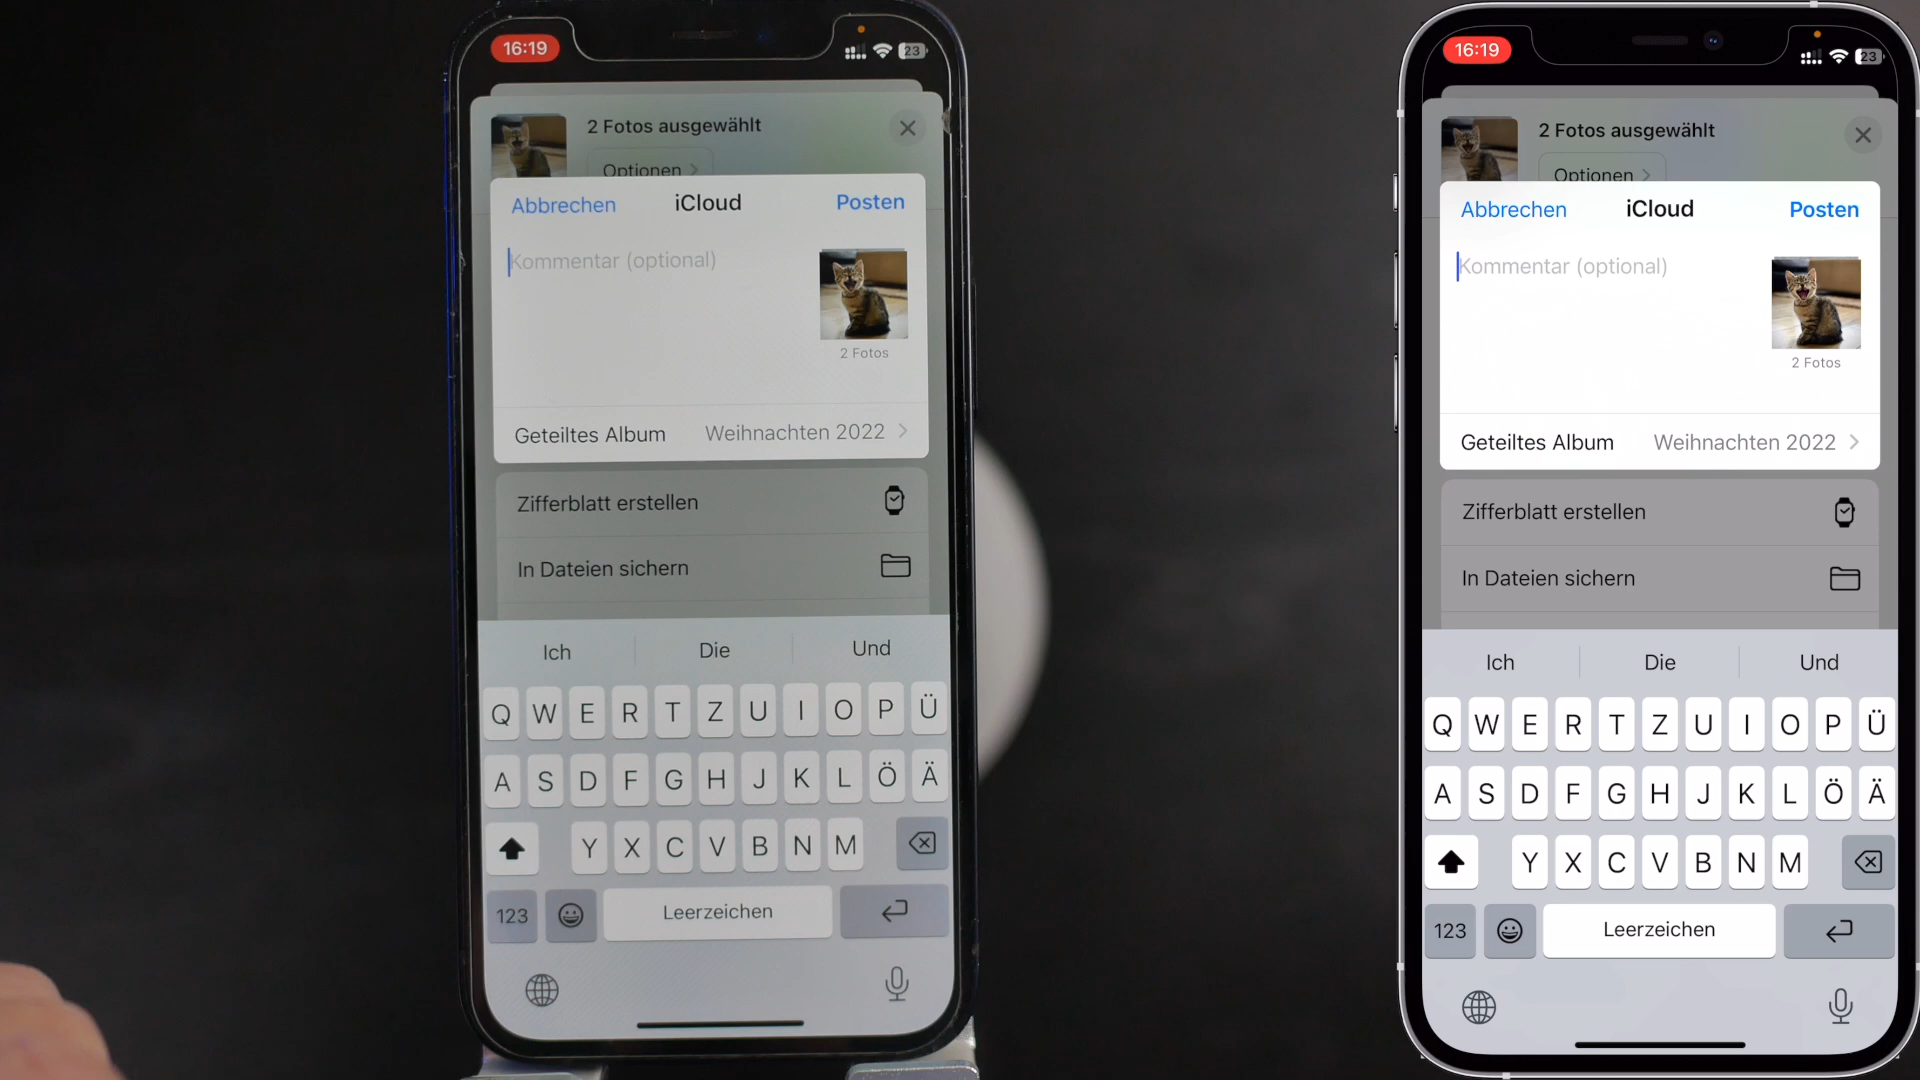 16:19
23
2 Fotos ausgewählt
Optionen
Abbrechen iCloud Posten
Kommentar (optional)
2 Fotos
Geteiltes Album Weihnachten 2022
Zifferblatt erstellen
In Dateien sichern
Ich Die Und
Q W E R T Z U I O P Ü
A S D F G H J K L Ö Ä
Y X C V B N M
123 Leerzeichen
16:19
23
2 Fotos ausgewählt
Optionen
Abbrechen iCloud Posten
Kommentar (optional)
2 Fotos
Geteiltes Album Weihnachten 2022
Zifferblatt erstellen
In Dateien sichern
Ich Die Und
Q W E R T Z U I O P Ü
A S D F G H J K L Ö Ä
Y X C V B N M
123 Leerzeichen